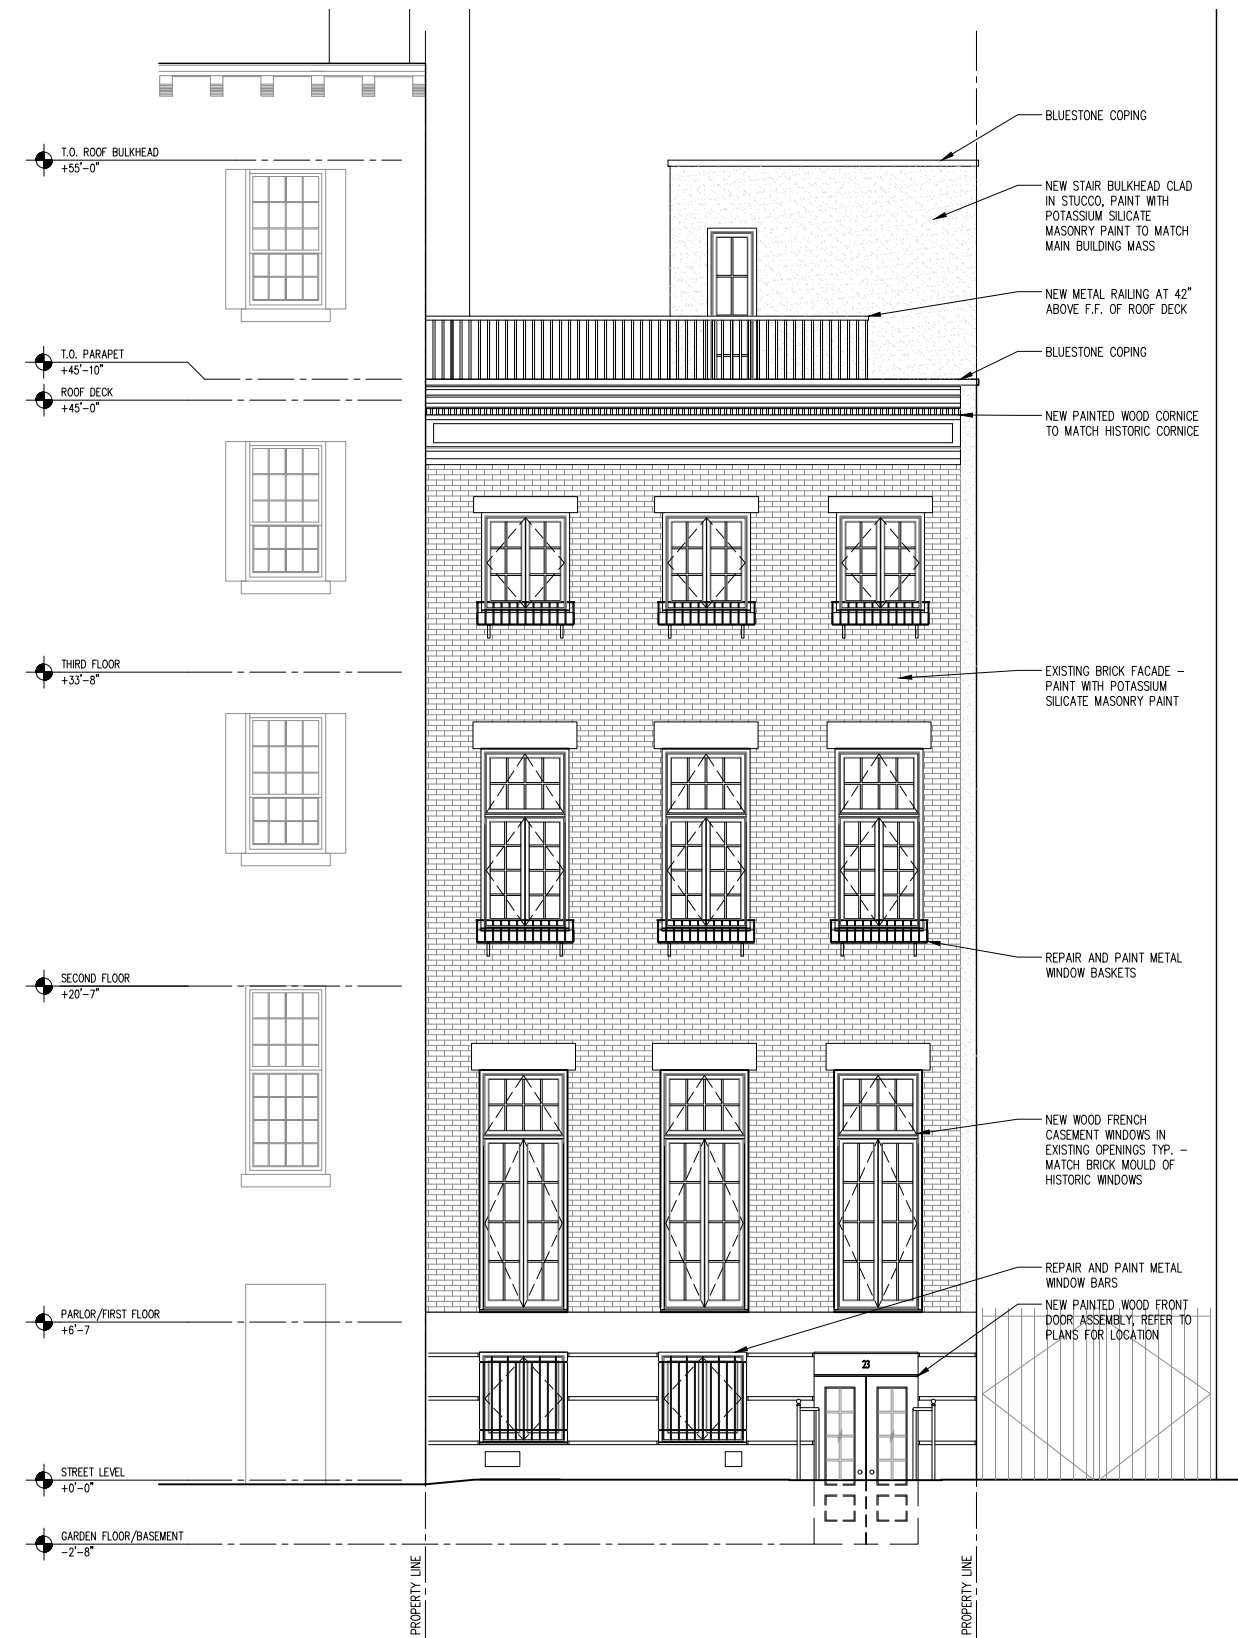 BLUESTONE COPING
T.O. ROOF BULKHEAD
+55'-0"
NEW STAIR BULKHEAD CLAD
IN STUCCO, PAINT WITH
POTASSIUM SILICATE
MASONRY PAINT TO MATCH
MAIN BUILDING MASS
NEW METAL RAILING AT 42"
ABOVE F.F. OF ROOF DECK
T.O. PARAPET
+45'-10"
BLUESTONE COPING
ROOF DECK
+45'-0"
NEW PAINTED WOOD CORNICE
TO MATCH HISTORIC CORNICE
THIRD FLOOR
+33'-8"
EXISTING BRICK FACADE -
PAINT WITH POTASSIUM
SILICATE MASONRY PAINT
REPAIR AND PAINT METAL
WINDOW BASKETS
SECOND FLOOR
+20'-7"
NEW WOOD FRENCH
CASEMENT WINDOWS IN
EXISTING OPENINGS TYP. -
MATCH BRICK MOULD OF
HISTORIC WINDOWS
REPAIR AND PAINT METAL
WINDOW BARS
PARLOR/FIRST FLOOR
+6'-7
NEW PAINTED WOOD FRONT
DOOR ASSEMBLY, REFER TO
PLANS FOR LOCATION
23
STREET LEVEL
+0'-0"
GARDEN FLOOR/BASEMENT
-2'-8"
PROPERTY LINE
PROPERTY LINE